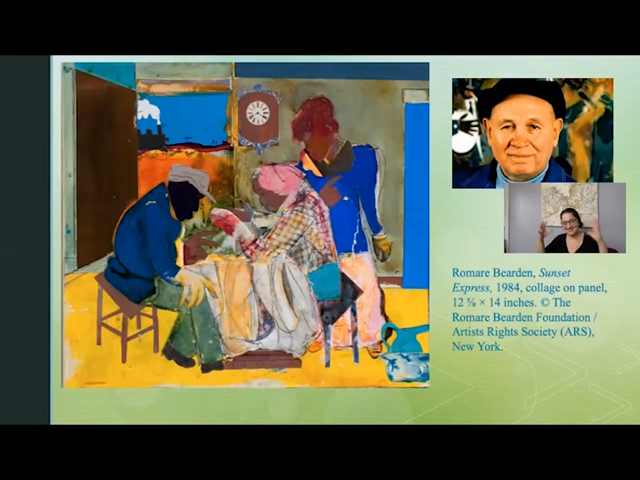 Romare Bearden, Sunset
Express, 1984, collage on panel,
12 ⅝ × 14 inches. © The
Romare Bearden Foundation /
Artists Rights Society (ARS),
New York.